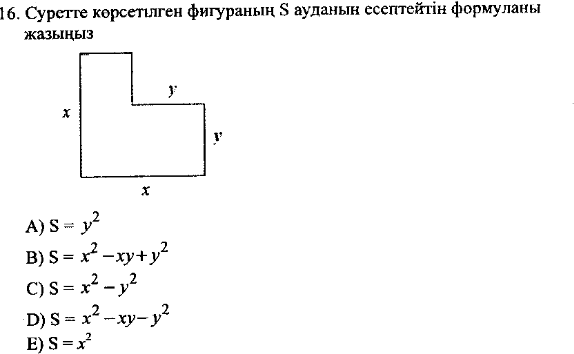 16. Суретте көрсетілген фигураның S ауданын есептейтін формуланы
жазыңыз
y
x
y
x
A) S = y²
B) S = x² – xy + y²
C) S = x² – y²
D) S = x² – xy – y²
E) S = x²